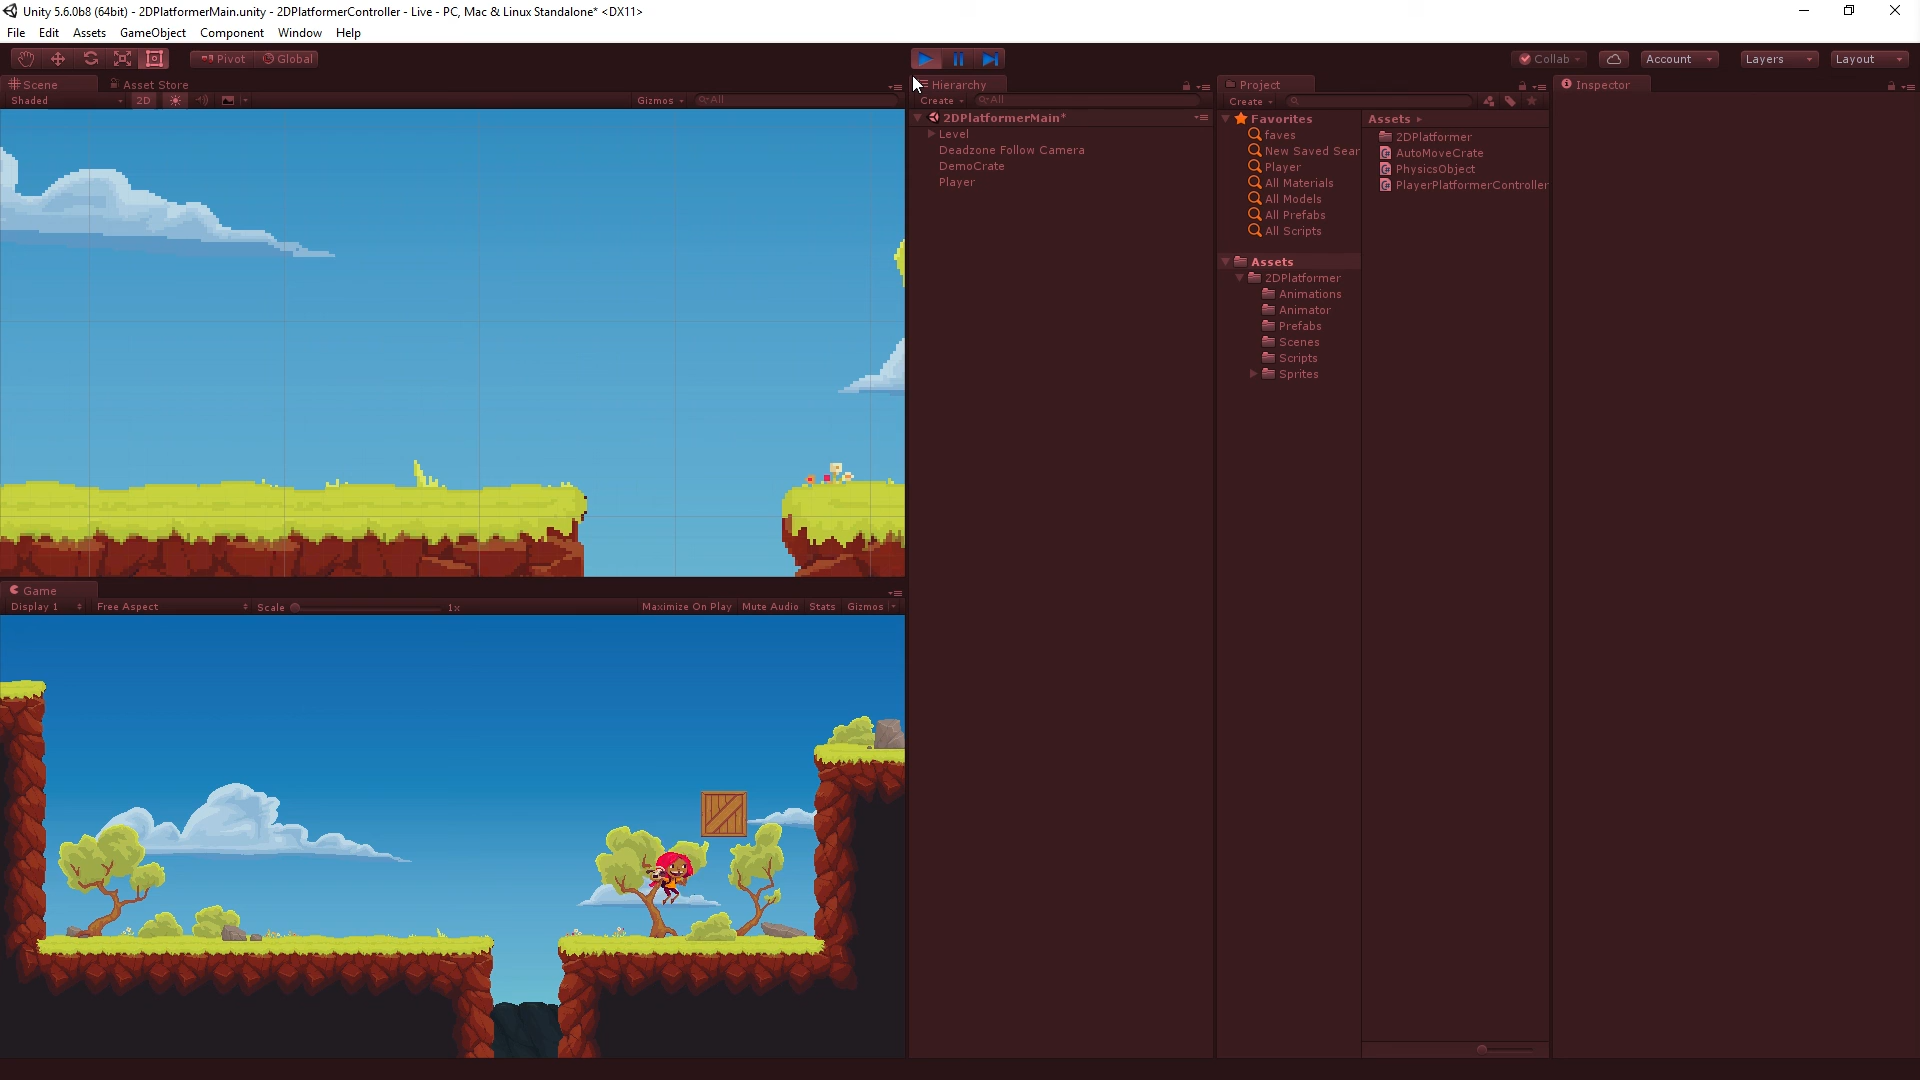 Unity 5.6.0b8 (64bit) - 2DPlatformerMain.unity - 2DPlatformerController - Live - PC, Mac & Linux Standalone* <DX11>
File Edit Assets GameObject Component Window Help
Pivot Global Collab Account Layers Layout
Scene Asset Store
Shaded 2D Gizmos All
Hierarchy
Create All
2DPlatformerMain*
Level
Deadzone Follow Camera
DemoCrate
Player
Project
Create
Favorites
faves
New Saved Sear
Player
All Materials
All Models
All Prefabs
All Scripts
Assets
2DPlatformer
Animations
Animator
Prefabs
Scenes
Scripts
Sprites
Assets
2DPlatformer
AutoMoveCrate
PhysicsObject
PlayerPlatformerController
Inspector
Game
Display 1 Free Aspect Scale 1x Maximize On Play Mute Audio Stats Gizmos